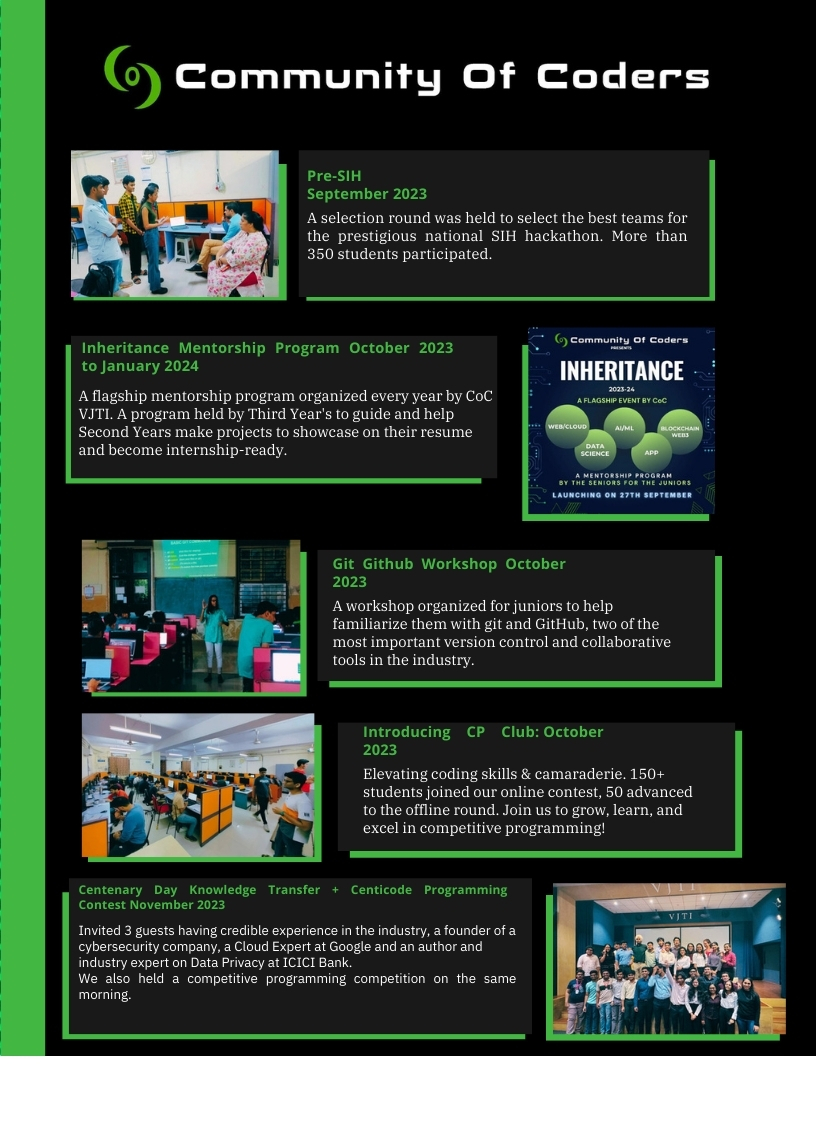 Community Of Coders
Pre-SIH
September 2023
A selection round was held to select the best teams for
the prestigious national SIH hackathon. More than
350 students participated.
Inheritance Mentorship Program October 2023
to January 2024
A flagship mentorship program organized every year by CoC
VJTI. A program held by Third Year's to guide and help
Second Years make projects to showcase on their resume
and become internship-ready.
Community Of Coders
PRESENTS
INHERITANCE
2023-24
A FLAGSHIP EVENT BY CoC
WEB/CLOUD
AI/ML
BLOCKCHAIN
WEB3
DATA
SCIENCE
APP
A MENTORSHIP PROGRAM
BY THE SENIORS FOR THE JUNIORS
LAUNCHING ON 27TH SEPTEMBER
Git Github Workshop October
2023
A workshop organized for juniors to help
familiarize them with git and GitHub, two of the
most important version control and collaborative
tools in the industry.
Introducing CP Club: October
2023
Elevating coding skills & camaraderie. 150+
students joined our online contest, 50 advanced
to the offline round. Join us to grow, learn, and
excel in competitive programming!
Centenary Day Knowledge Transfer + Centicode Programming
Contest November 2023
Invited 3 guests having credible experience in the industry, a founder of a
cybersecurity company, a Cloud Expert at Google and an author and
industry expert on Data Privacy at ICICI Bank.
We also held a competitive programming competition on the same
morning.
VJTI
VJTI